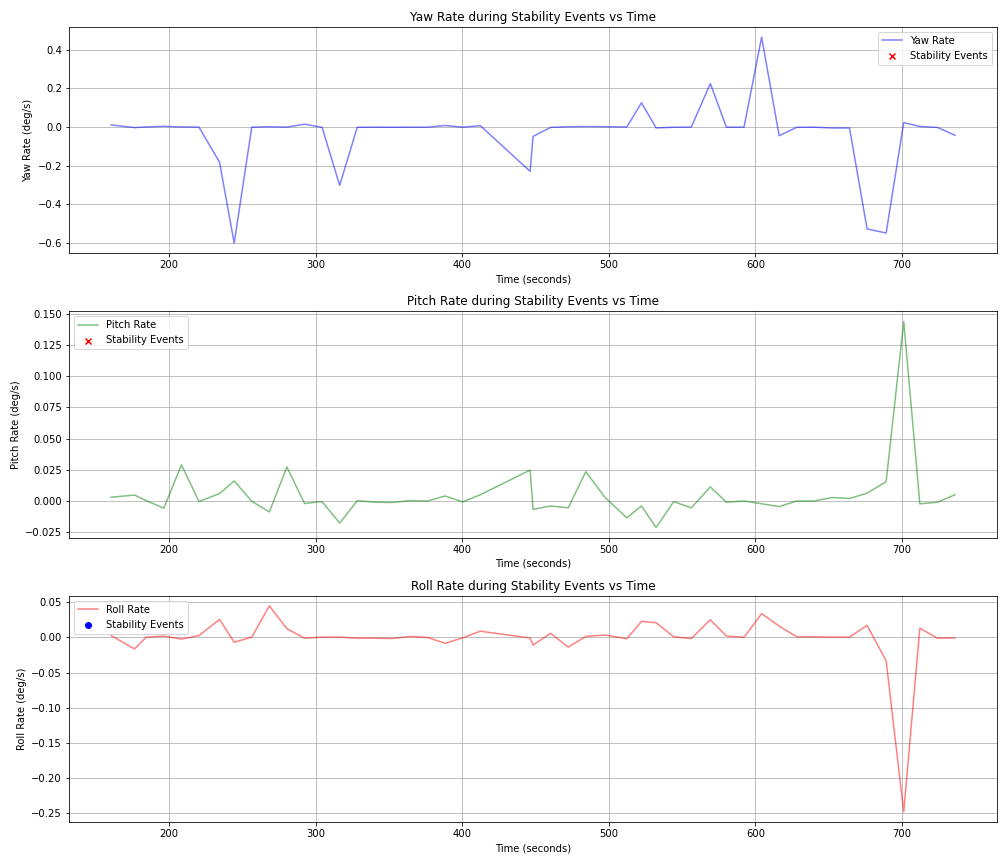 Yaw Rate during Stability Events vs Time
Yaw Rate (deg/s)
0.4
0.2
0.0
−0.2
−0.4
−0.6
Yaw Rate
Stability Events
200 300 400 500 600 700
Time (seconds)
Pitch Rate during Stability Events vs Time
Pitch Rate (deg/s)
0.150
0.125
0.100
0.075
0.050
0.025
0.000
−0.025
Pitch Rate
Stability Events
200 300 400 500 600 700
Time (seconds)
Roll Rate during Stability Events vs Time
Roll Rate (deg/s)
0.05
0.00
−0.05
−0.10
−0.15
−0.20
−0.25
Roll Rate
Stability Events
200 300 400 500 600 700
Time (seconds)